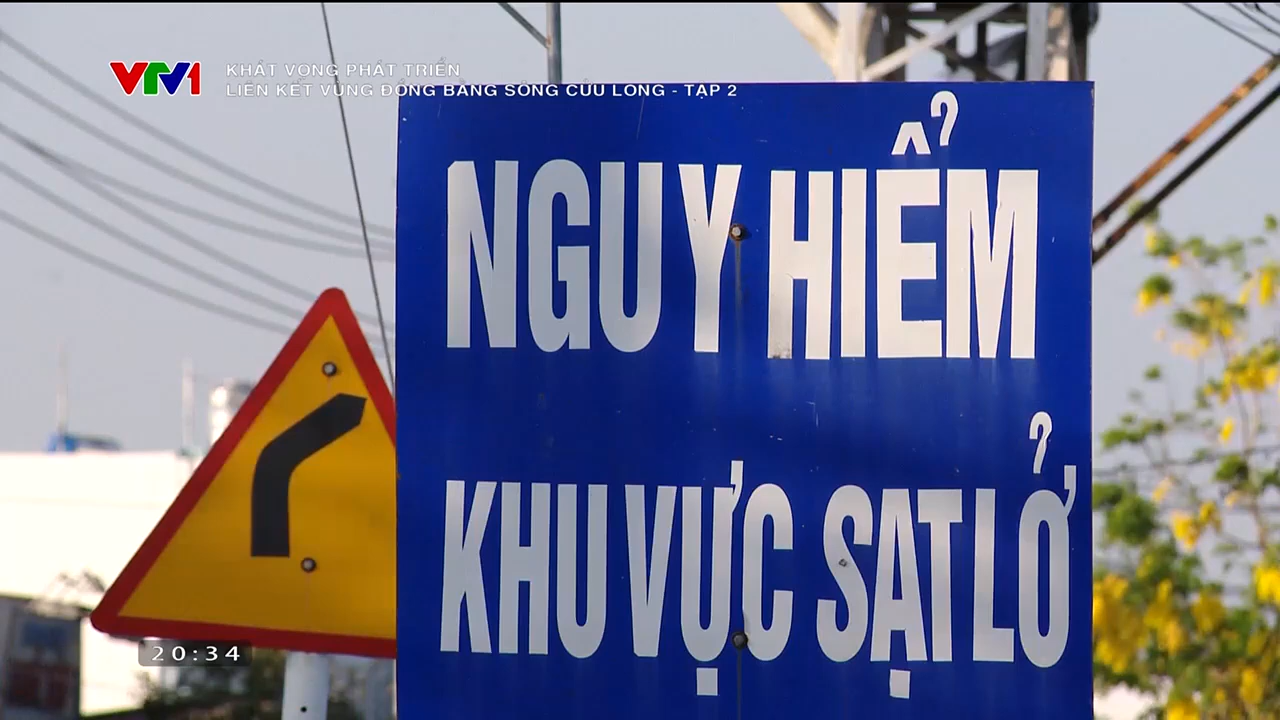 VTV1
KHÁT VỌNG PHÁT TRIỂN
LIÊN KẾT VÙNG ĐỒNG BẰNG SÔNG CỬU LONG - TẬP 2
NGUY HIỂM
KHU VỰC SẠT LỞ
20:34